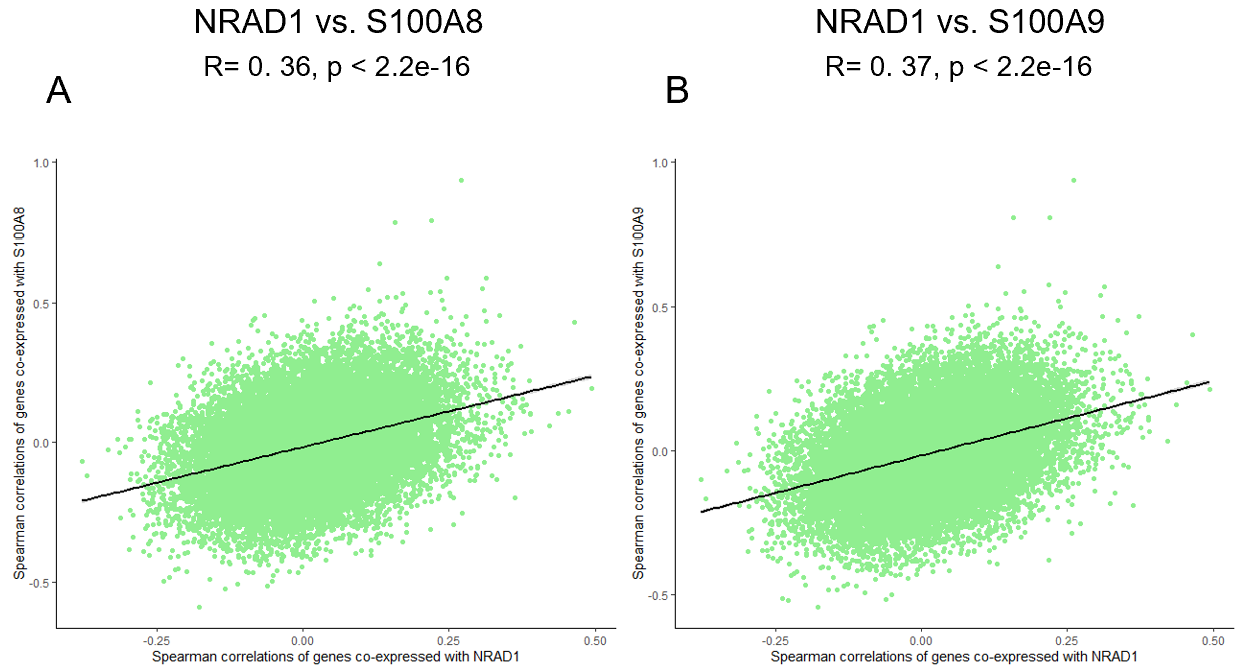 NRAD1 vs. S100A8
R= 0. 36, p < 2.2e-16
A
1.0
0.5
0.0
-0.5
-0.25
0.00
0.25
0.50
Spearman correlations of genes co-expressed with S100A8
Spearman correlations of genes co-expressed with NRAD1
NRAD1 vs. S100A9
R= 0. 37, p < 2.2e-16
B
1.0
0.5
0.0
-0.5
-0.25
0.00
0.25
0.50
Spearman correlations of genes co-expressed with S100A9
Spearman correlations of genes co-expressed with NRAD1